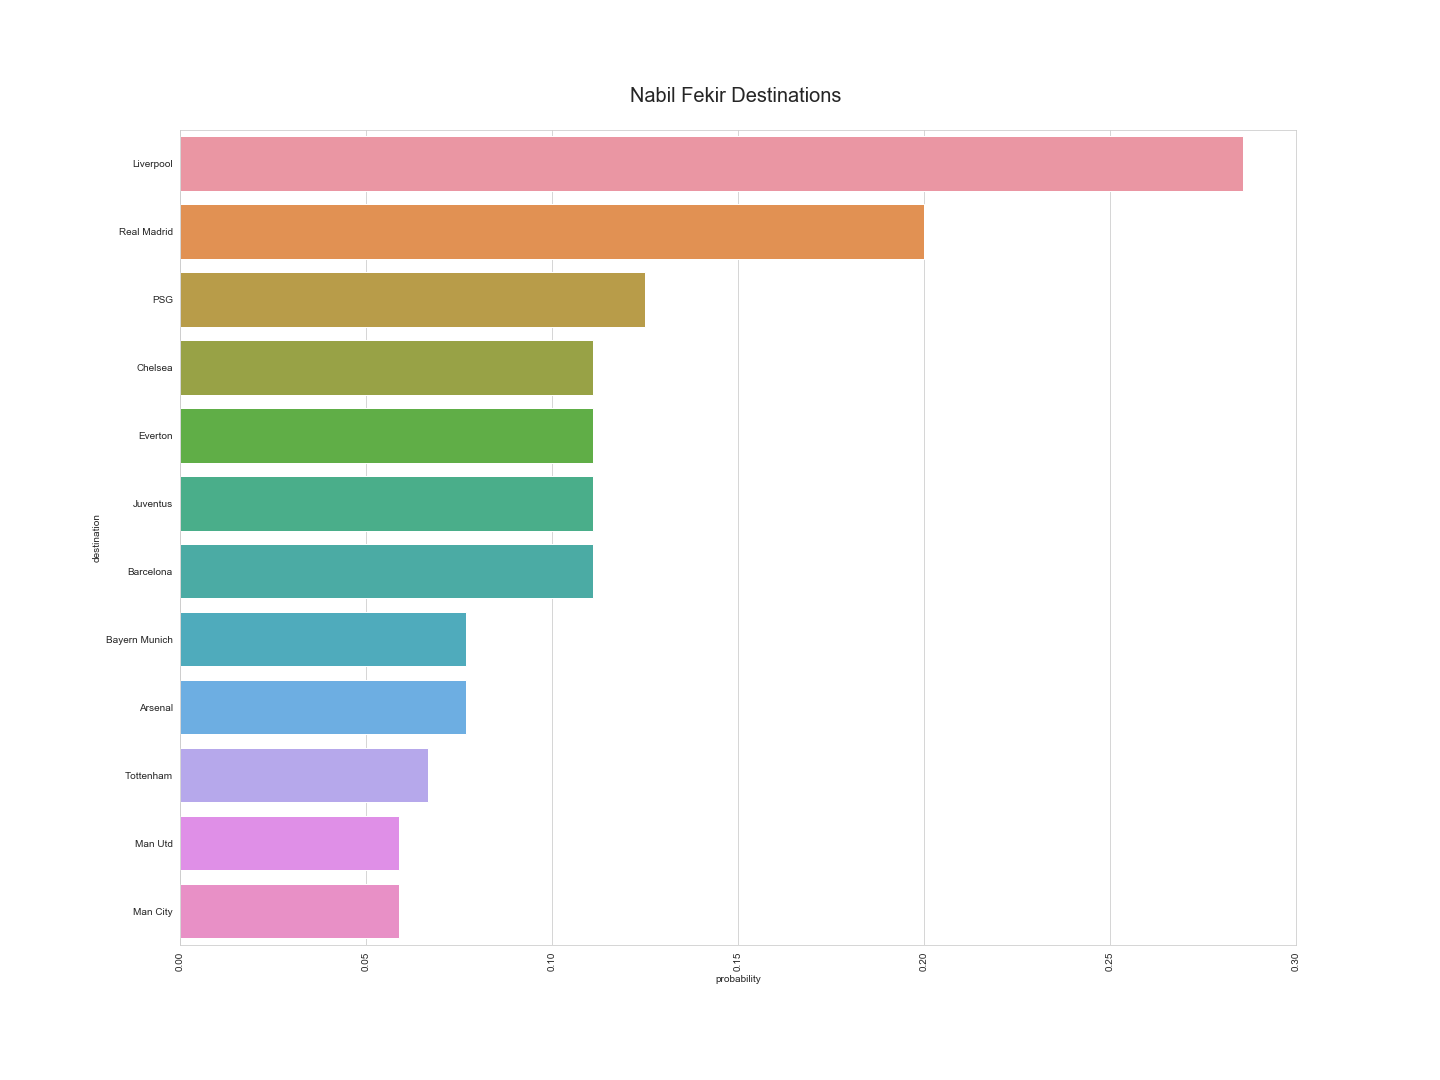 Nabil Fekir Destinations
Liverpool
Real Madrid
PSG
Chelsea
Everton
Juventus
Barcelona
Bayern Munich
Arsenal
Tottenham
Man Utd
Man City
destination
0.00
0.05
0.10
0.15
0.20
0.25
0.30
probability